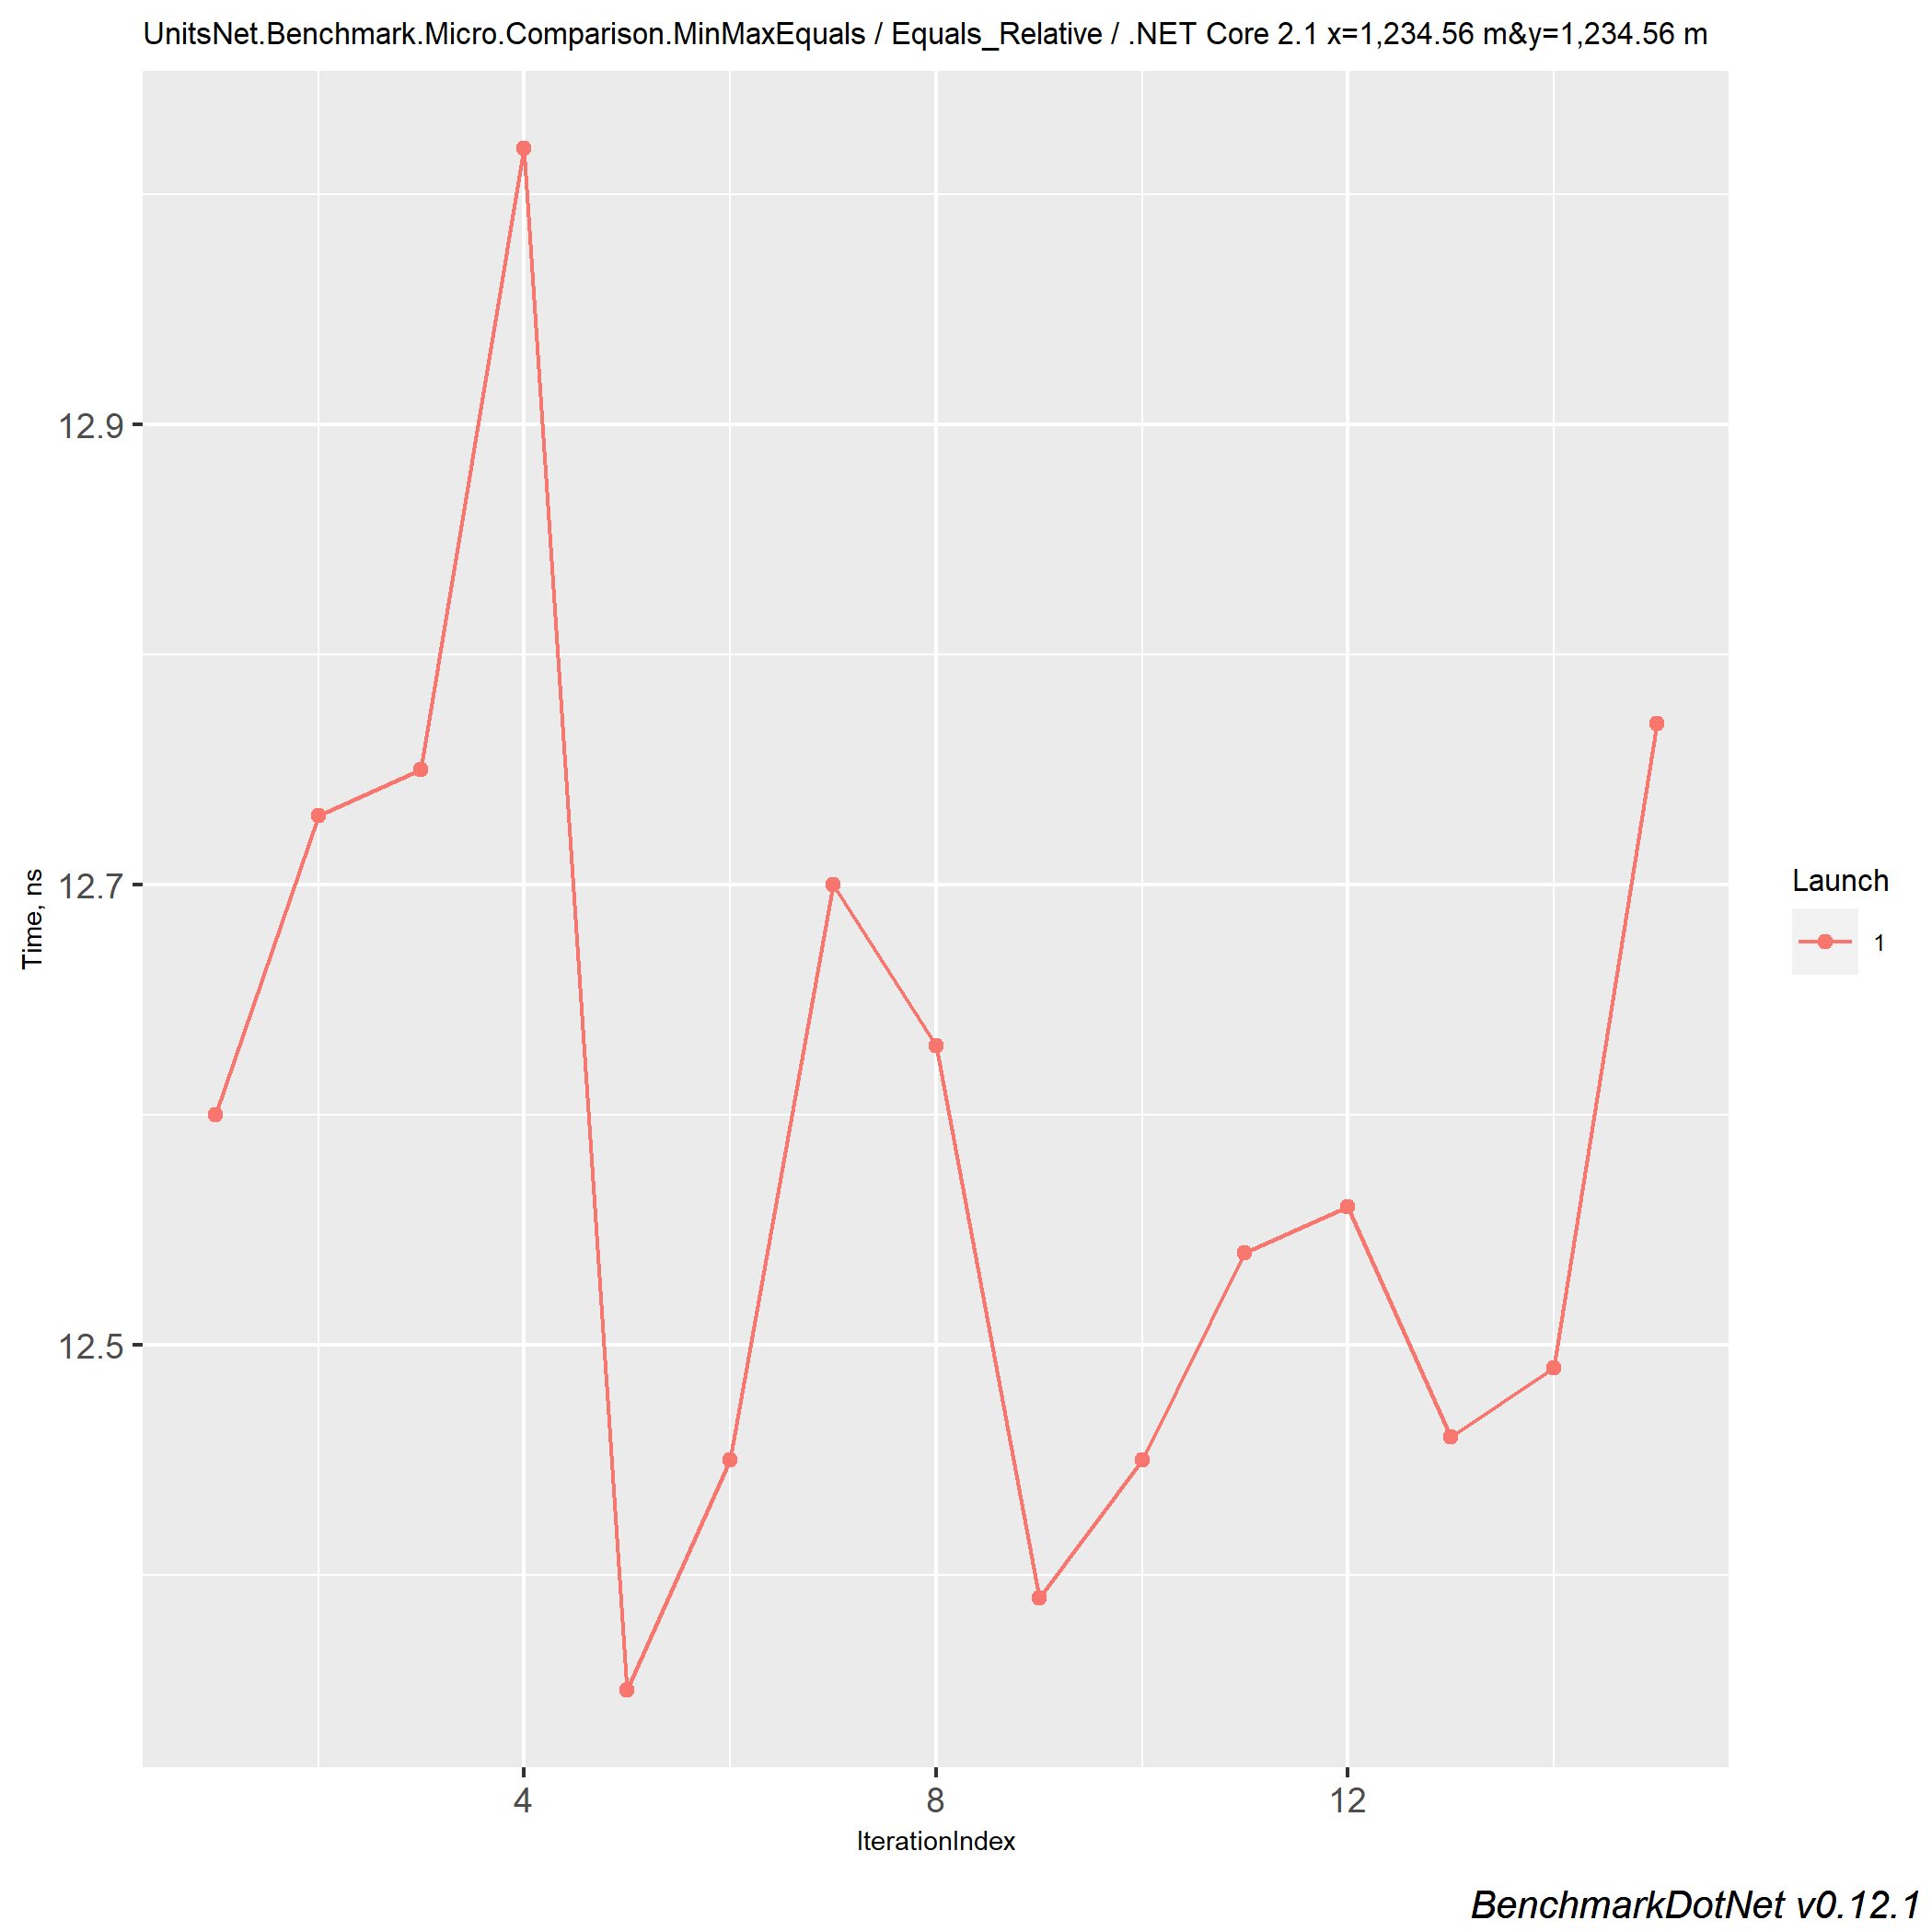 UnitsNet.Benchmark.Micro.Comparison.MinMaxEquals / Equals_Relative / .NET Core 2.1 x=1,234.56 m&y=1,234.56 m
12.9
12.7
12.5
Time, ns
Launch
1
4 8 12
IterationIndex
BenchmarkDotNet v0.12.1